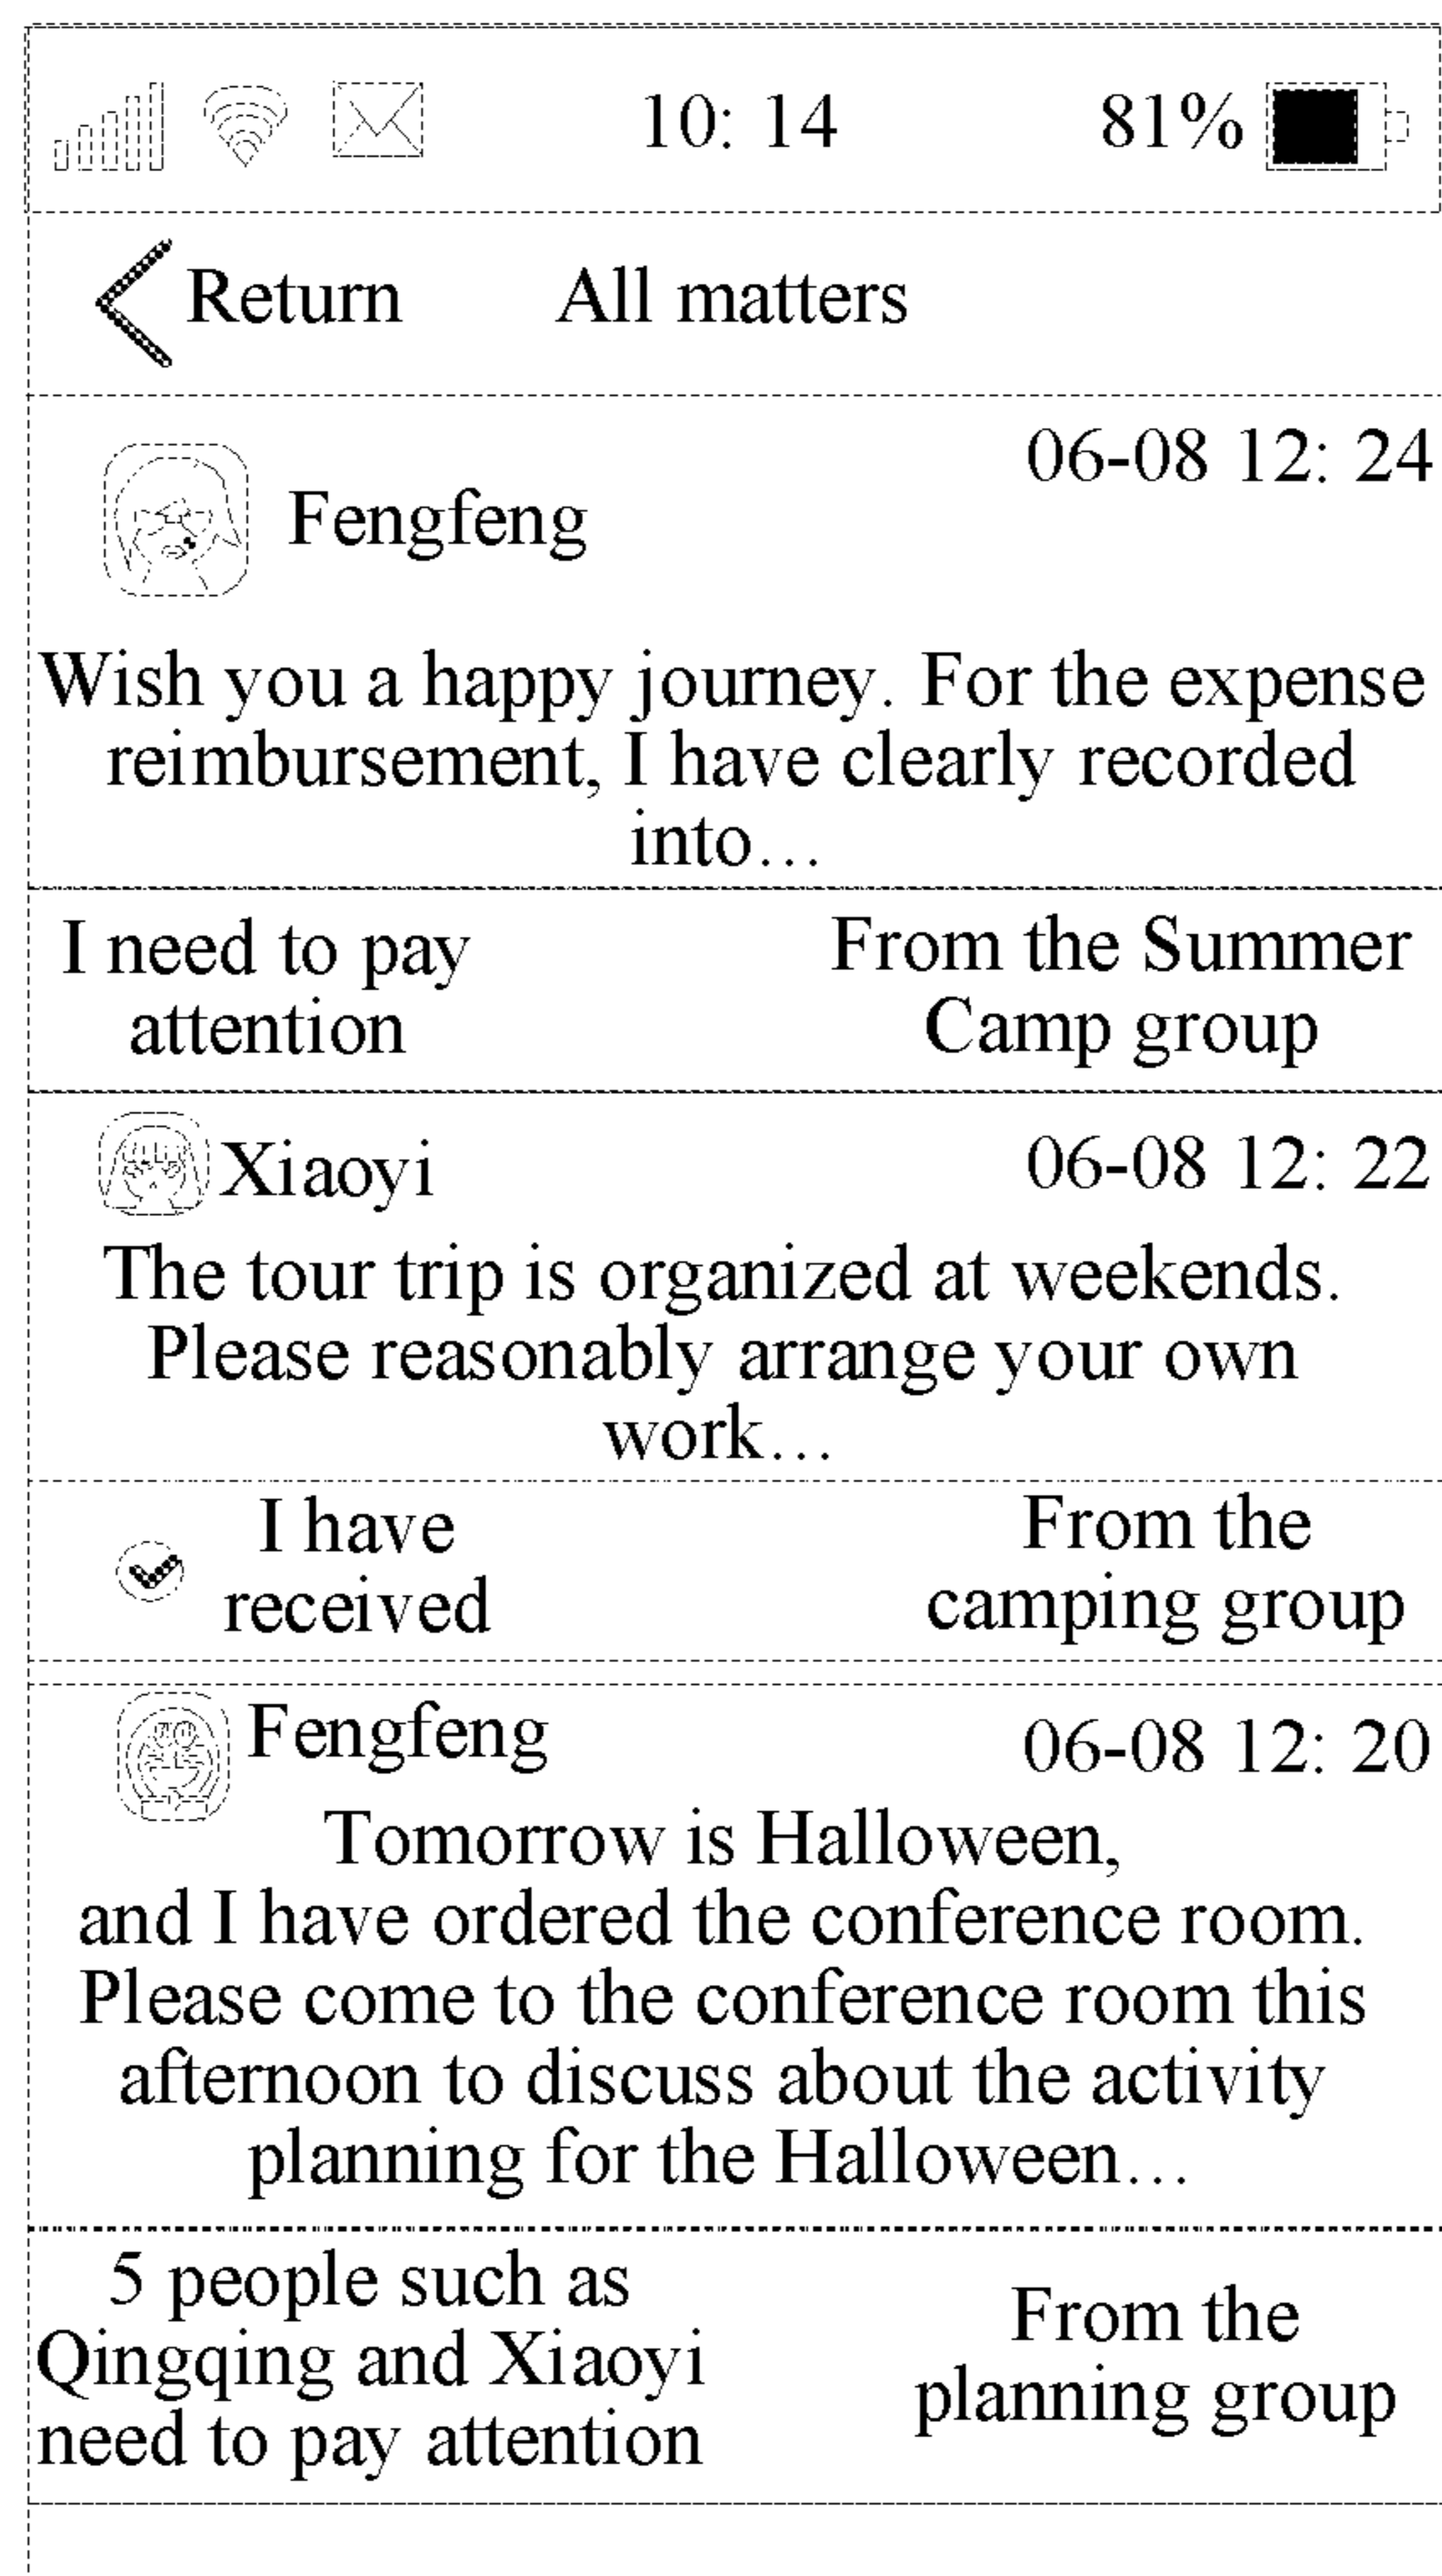 10: 14 81%
Return All matters
06-08 12: 24
Fengfeng
Wish you a happy journey. For the expense
reimbursement, I have clearly recorded
into...
I need to pay
attention
From the Summer
Camp group
Xiaoyi 06-08 12: 22
The tour trip is organized at weekends.
Please reasonably arrange your own
work...
I have
received
From the
camping group
Fengfeng 06-08 12: 20
Tomorrow is Halloween,
and I have ordered the conference room.
Please come to the conference room this
afternoon to discuss about the activity
planning for the Halloween...
5 people such as
Qingqing and Xiaoyi
need to pay attention
From the
planning group